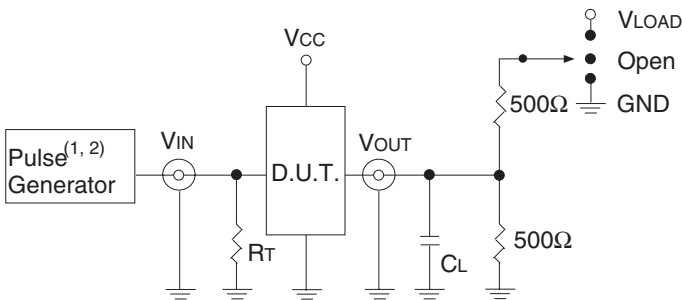 VLOAD
VCC
Open
500Ω
GND
Pulse(1, 2)
Generator
VIN
D.U.T.
VOUT
RT
CL
500Ω